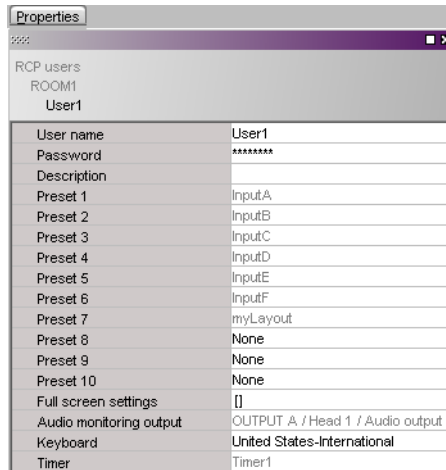 Properties
RCP users
ROOM1
User1
User name User1
Password ********
Description
Preset 1 InputA
Preset 2 InputB
Preset 3 InputC
Preset 4 InputD
Preset 5 InputE
Preset 6 InputF
Preset 7 myLayout
Preset 8 None
Preset 9 None
Preset 10 None
Full screen settings []
Audio monitoring output OUTPUT A / Head 1 / Audio output
Keyboard United States-International
Timer Timer1